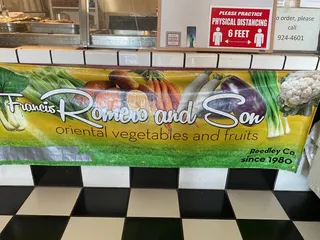 PLEASE PRACTICE
PHYSICAL DISTANCING
6 FEET
o order, please
call
924-4601
Francis Romero and Son
oriental vegetables and fruits
Reedley Ca.
since 1980